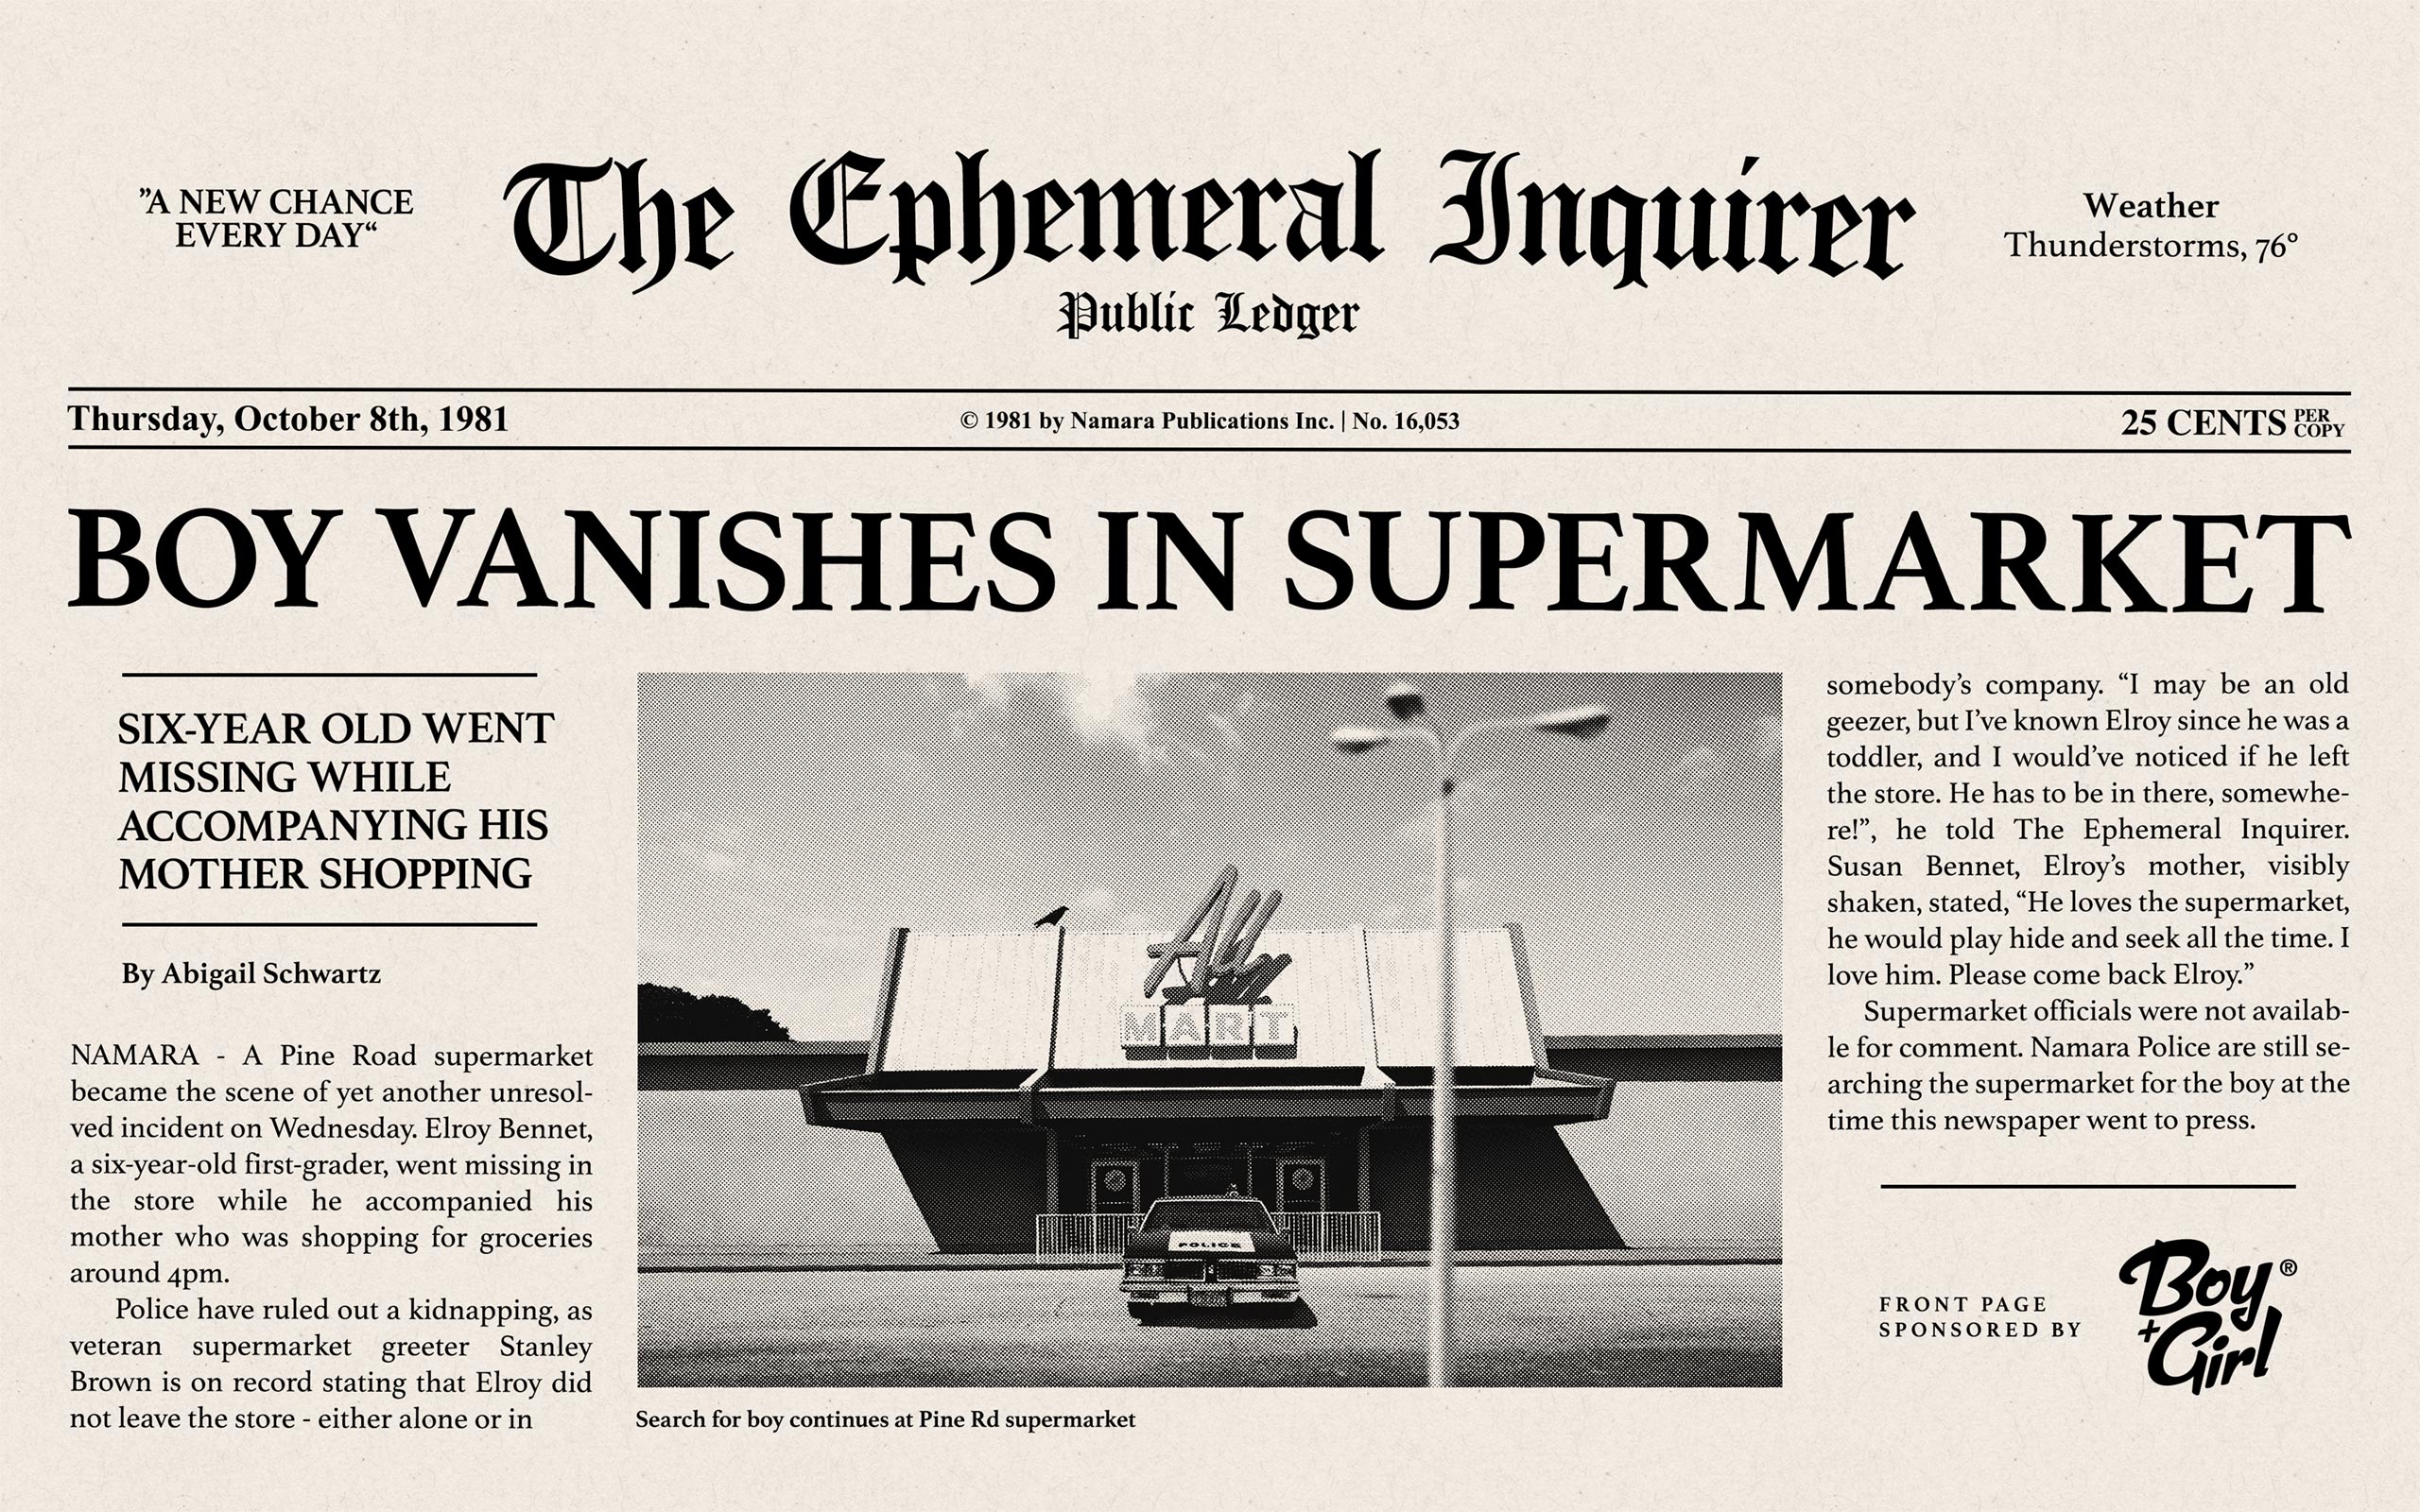 ”A NEW CHANCE
EVERY DAY“
The Ephemeral Inquirer
Public Ledger
Weather
Thunderstorms, 76°
Thursday, October 8th, 1981
© 1981 by Namara Publications Inc. | No. 16,053
25 CENTS PER COPY
BOY VANISHES IN SUPERMARKET
SIX-YEAR OLD WENT
MISSING WHILE
ACCOMPANYING HIS
MOTHER SHOPPING
By Abigail Schwartz
NAMARA - A Pine Road supermarket
became the scene of yet another unresol-
ved incident on Wednesday. Elroy Bennet,
a six-year-old first-grader, went missing in
the store while he accompanied his
mother who was shopping for groceries
around 4pm.
Police have ruled out a kidnapping, as
veteran supermarket greeter Stanley
Brown is on record stating that Elroy did
not leave the store - either alone or in
MART
POLICE
Search for boy continues at Pine Rd supermarket
somebody’s company. “I may be an old
geezer, but I’ve known Elroy since he was a
toddler, and I would’ve noticed if he left
the store. He has to be in there, somewhe-
re!”, he told The Ephemeral Inquirer.
Susan Bennet, Elroy’s mother, visibly
shaken, stated, “He loves the supermarket,
he would play hide and seek all the time. I
love him. Please come back Elroy.”
Supermarket officials were not availab-
le for comment. Namara Police are still se-
arching the supermarket for the boy at the
time this newspaper went to press.
FRONT PAGE
SPONSORED BY
Boy
+
Girl®